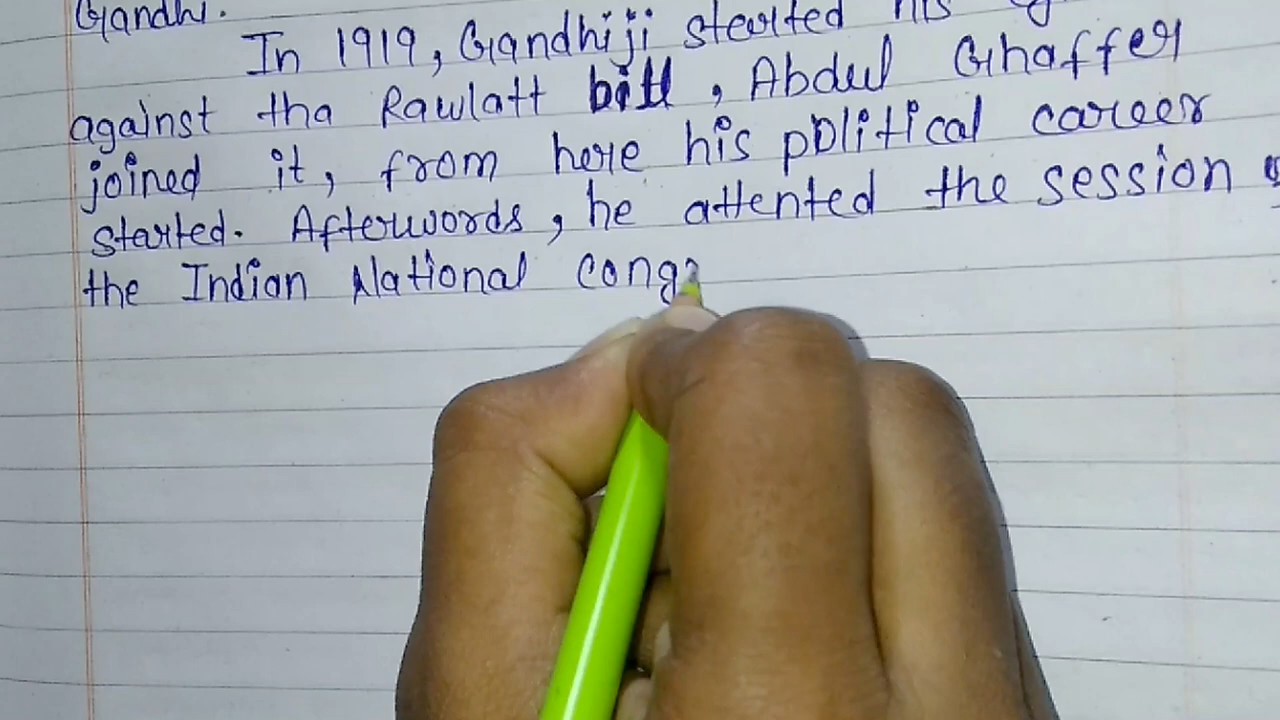 Gandhi.
In 1919, Gandhiji started his
against tha Rawlatt bill, Abdul Ghaffer
joined it, from here his political career
started. Afterwords, he attented the session
the Indian National cong